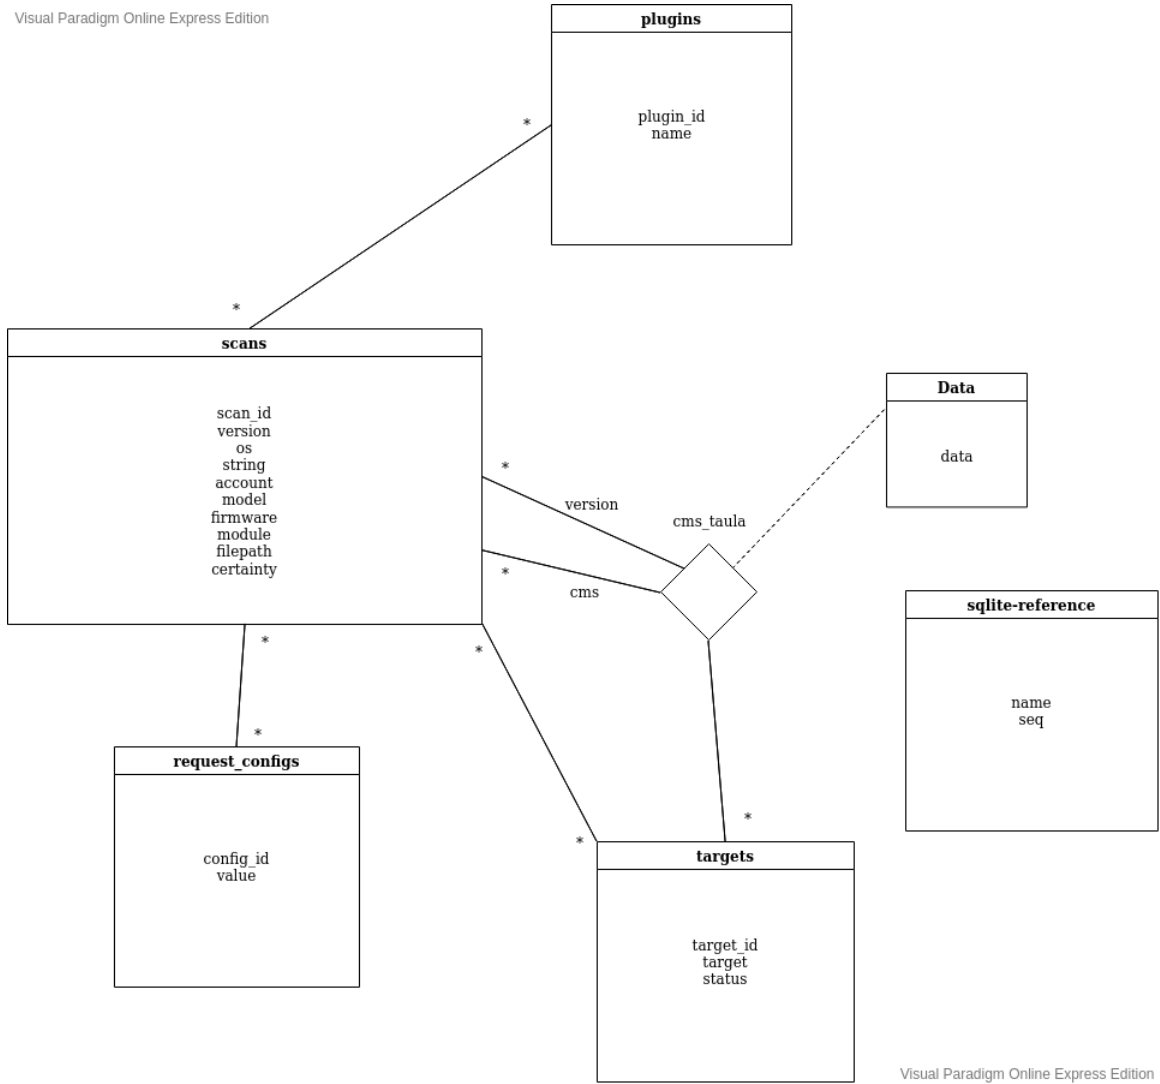 Visual Paradigm Online Express Edition
plugins
plugin_id
name
*
*
scans
scan_id
version
os
string
account
model
firmware
module
filepath
certainty
Data
data
*
version
cms_taula
*
cms
sqlite-reference
name
seq
*
*
*
request_configs
config_id
value
*
*
targets
target_id
target
status
Visual Paradigm Online Express Edition